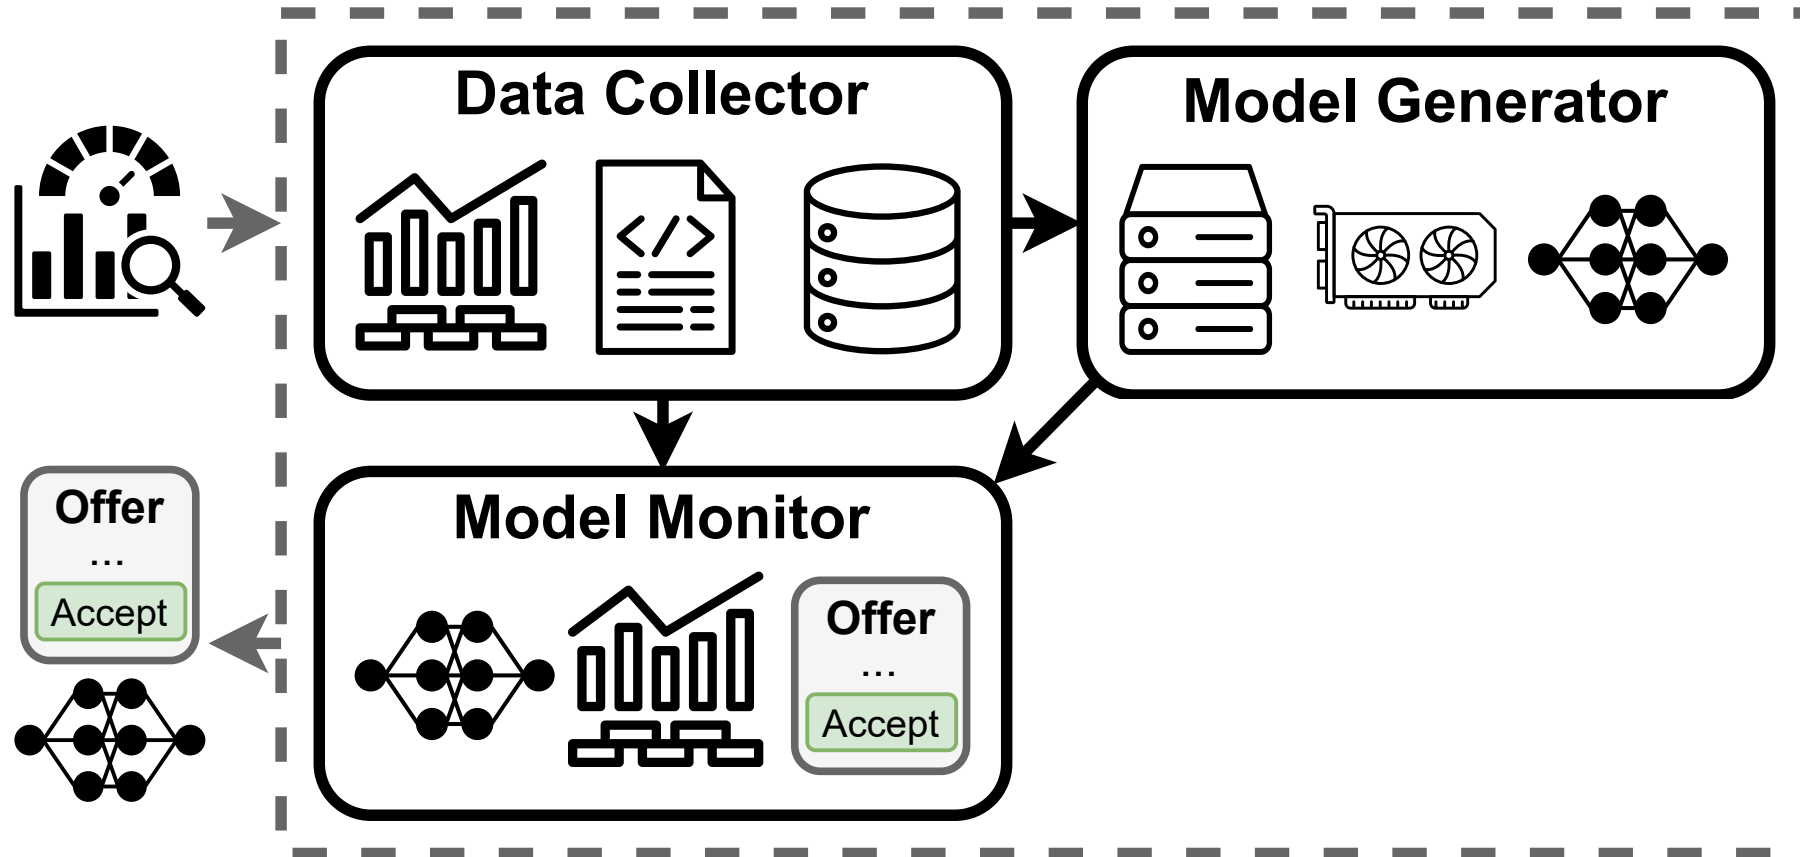 Data Collector
Model Generator
</>
Offer
...
Accept
Model Monitor
Offer
...
Accept